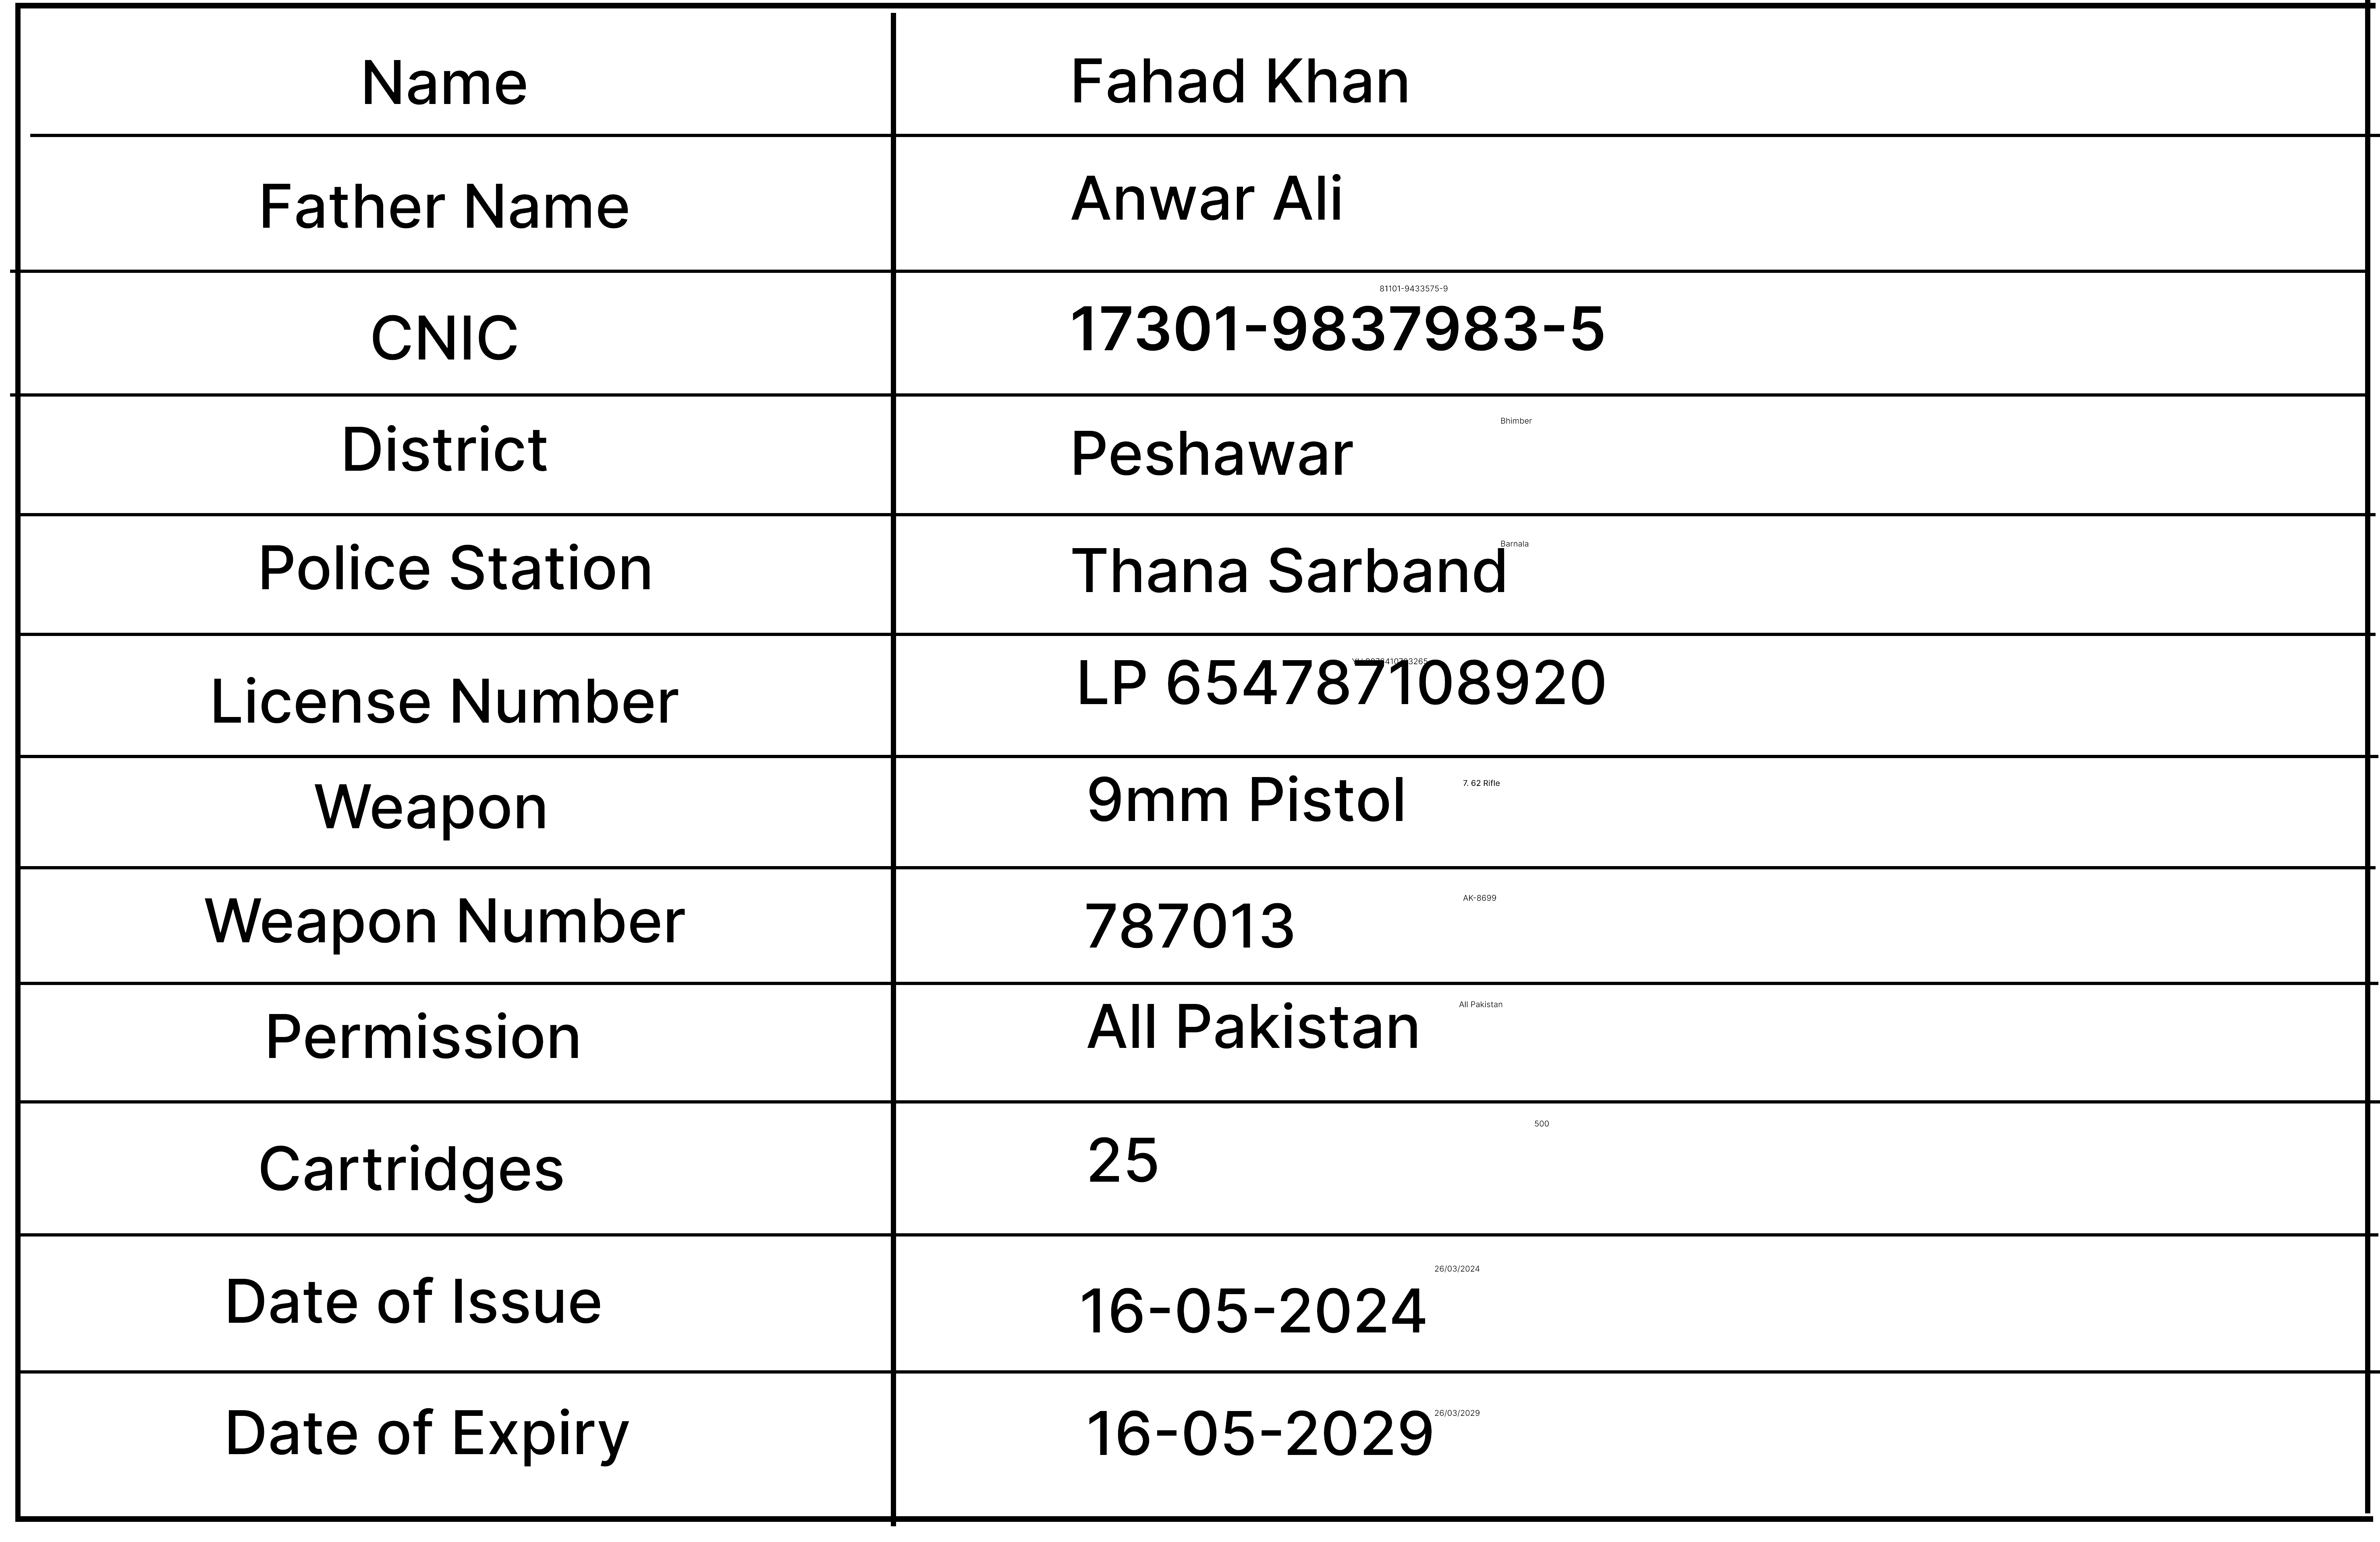 Name Fahad Khan
Father Name Anwar Ali
81101-9433575-9
CNIC 17301-9837983-5
Bhimber
District Peshawar
Barnala
Police Station Thana Sarband
License Number LP 654787108920
Weapon 9mm Pistol 7. 62 Rifle
AK-8699
Weapon Number 787013
All Pakistan
Permission All Pakistan
500
Cartridges 25
26/03/2024
Date of Issue 16-05-2024
26/03/2029
Date of Expiry 16-05-2029